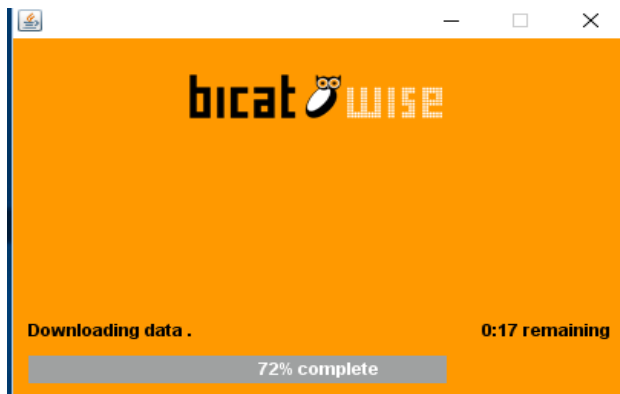 bicat wise
Downloading data .
0:17 remaining
72% complete